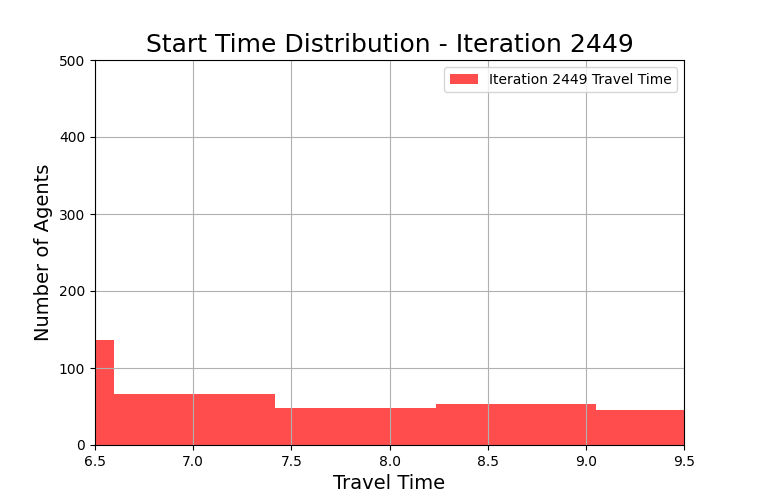 Start Time Distribution - Iteration 2449
Iteration 2449 Travel Time
Number of Agents
500
400
300
200
100
0
6.5 7.0 7.5 8.0 8.5 9.0 9.5
Travel Time